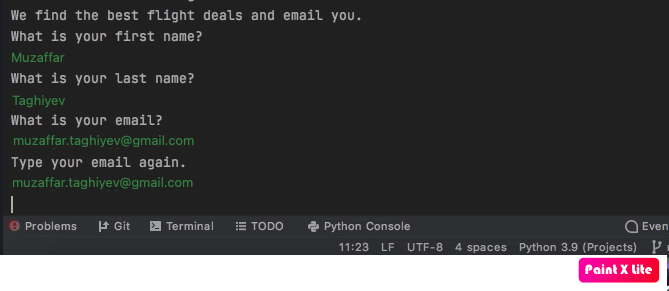 We find the best flight deals and email you.
What is your first name?
Muzaffar
What is your last name?
Taghiyev
What is your email?
muzaffar.taghiyev@gmail.com
Type your email again.
muzaffar.taghiyev@gmail.com
Problems Git Terminal TODO Python Console Even
11:23 LF UTF-8 4 spaces Python 3.9 (Projects)
Paint X Lite